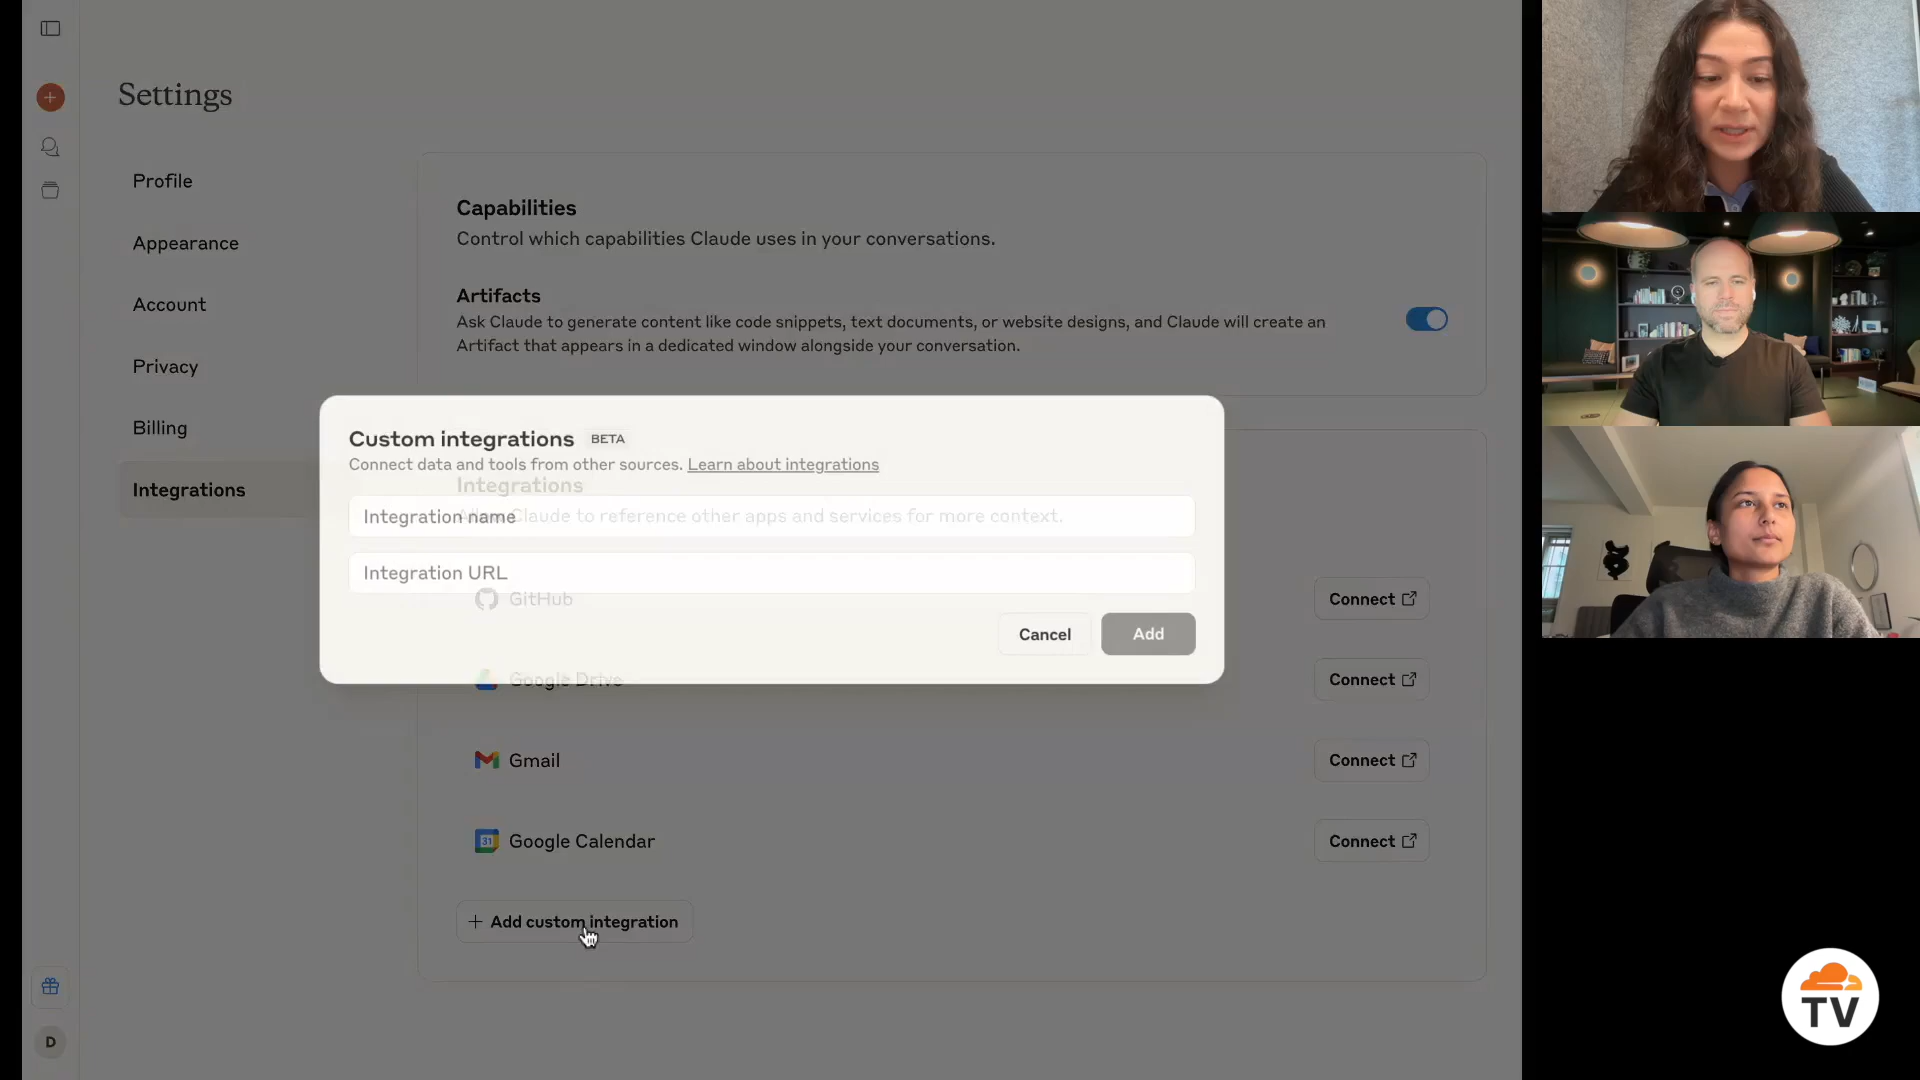 Settings
Profile
Appearance
Account
Privacy
Billing
Integrations
Capabilities
Control which capabilities Claude uses in your conversations.
Artifacts
Ask Claude to generate content like code snippets, text documents, or website designs, and Claude will create an
Artifact that appears in a dedicated window alongside your conversation.
Custom integrations BETA
Connect data and tools from other sources. Learn about integrations
Integrations
Integration name
Allow Claude to reference other apps and services for more context.
Integration URL
GitHub
Connect
Cancel
Add
Google Drive
Connect
Gmail
Connect
31
Google Calendar
Connect
+ Add custom integration
D
TV